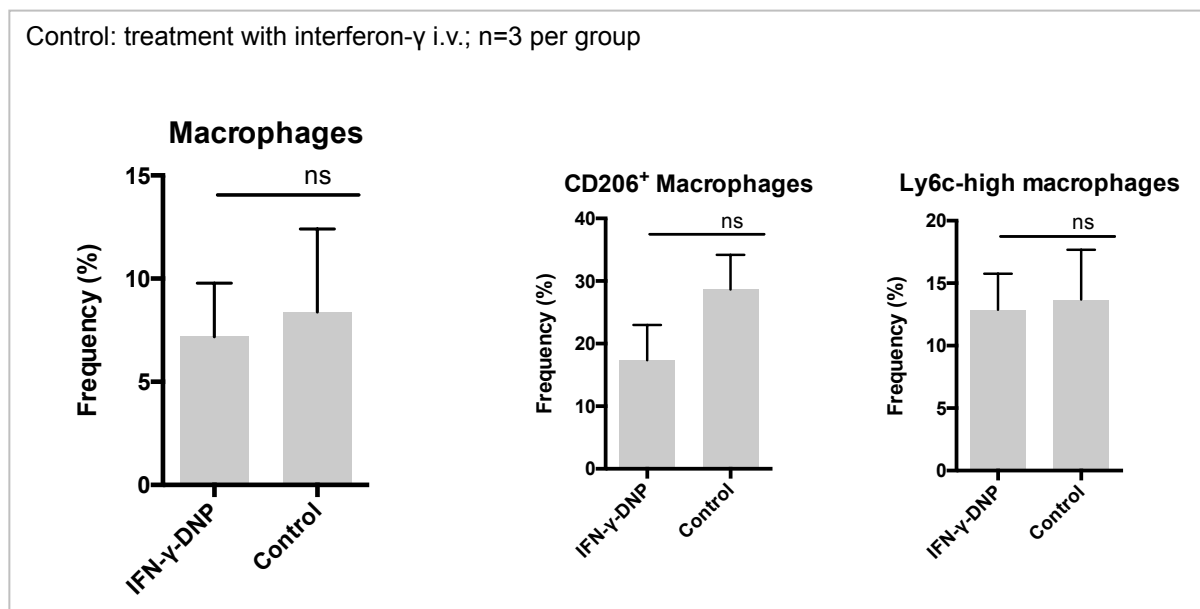 Control: treatment with interferon-γ i.v.; n=3 per group
Macrophages
ns
15
10
5
0
Frequency (%)
IFN-γ-DNP
Control
CD206⁺ Macrophages
ns
40
30
20
10
0
Frequency (%)
IFN-γ-DNP
Control
Ly6c-high macrophages
ns
20
15
10
5
0
Frequency (%)
IFN-γ-DNP
Control